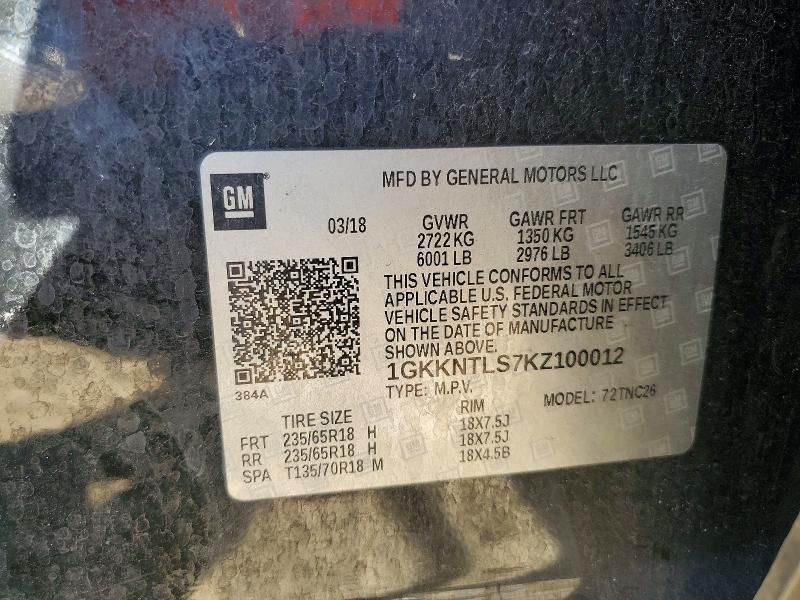 GM
MFD BY GENERAL MOTORS LLC
03/18
GVWR GAWR FRT GAWR RR
2722 KG 1350 KG 1545 KG
6001 LB 2976 LB 3406 LB
THIS VEHICLE CONFORMS TO ALL
APPLICABLE U.S. FEDERAL MOTOR
VEHICLE SAFETY STANDARDS IN EFFECT
ON THE DATE OF MANUFACTURE
SHOWN ABOVE.
1GKKNTLS7KZ100012
384A
TYPE: M.P.V. MODEL: 72TNC26
TIRE SIZE RIM
FRT 235/65R18 H 18X7.5J
RR 235/65R18 H 18X7.5J
SPA T135/70R18 M 18X4.5B